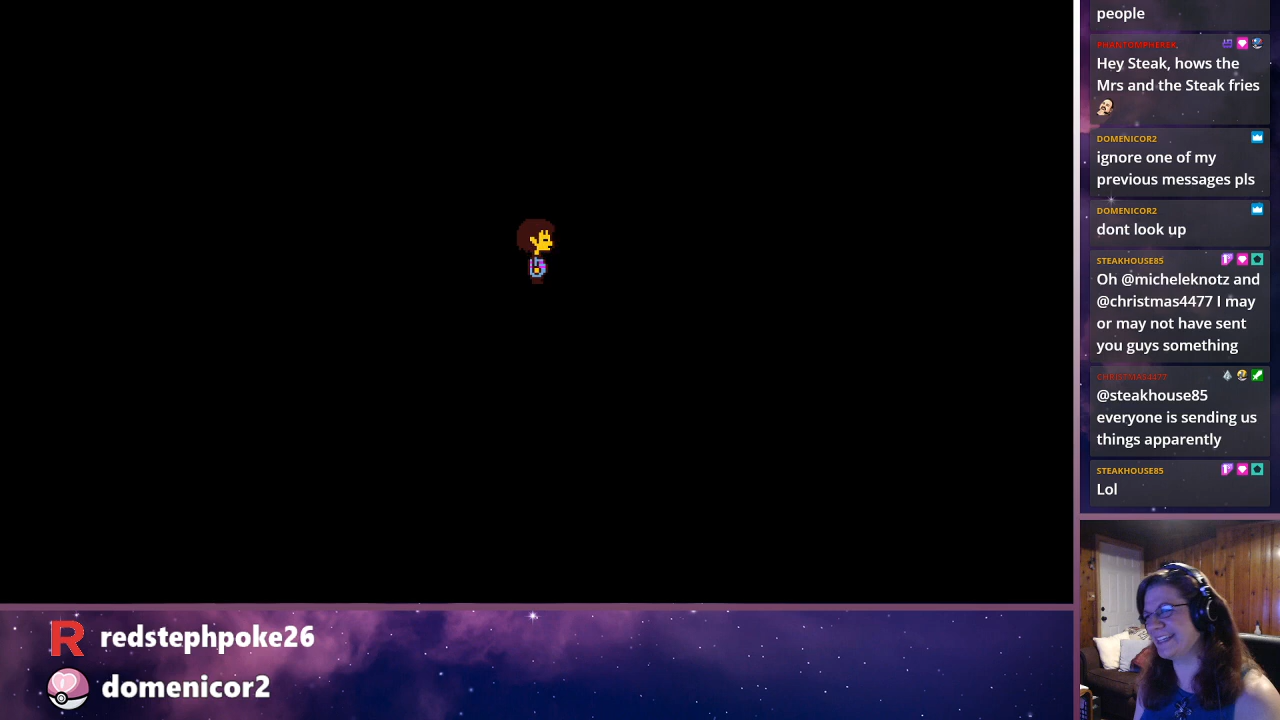 people
PHANTOMPHEREK
Hey Steak, hows the
Mrs and the Steak fries
DOMENICOR2
ignore one of my
previous messages pls
DOMENICOR2
dont look up
STEAKHOUSE85
Oh @micheleknotz and
@christmas4477 I may
or may not have sent
you guys something
CHRISTMAS4477
@steakhouse85
everyone is sending us
things apparently
STEAKHOUSE85
Lol
R redstephpoke26
domenicor2